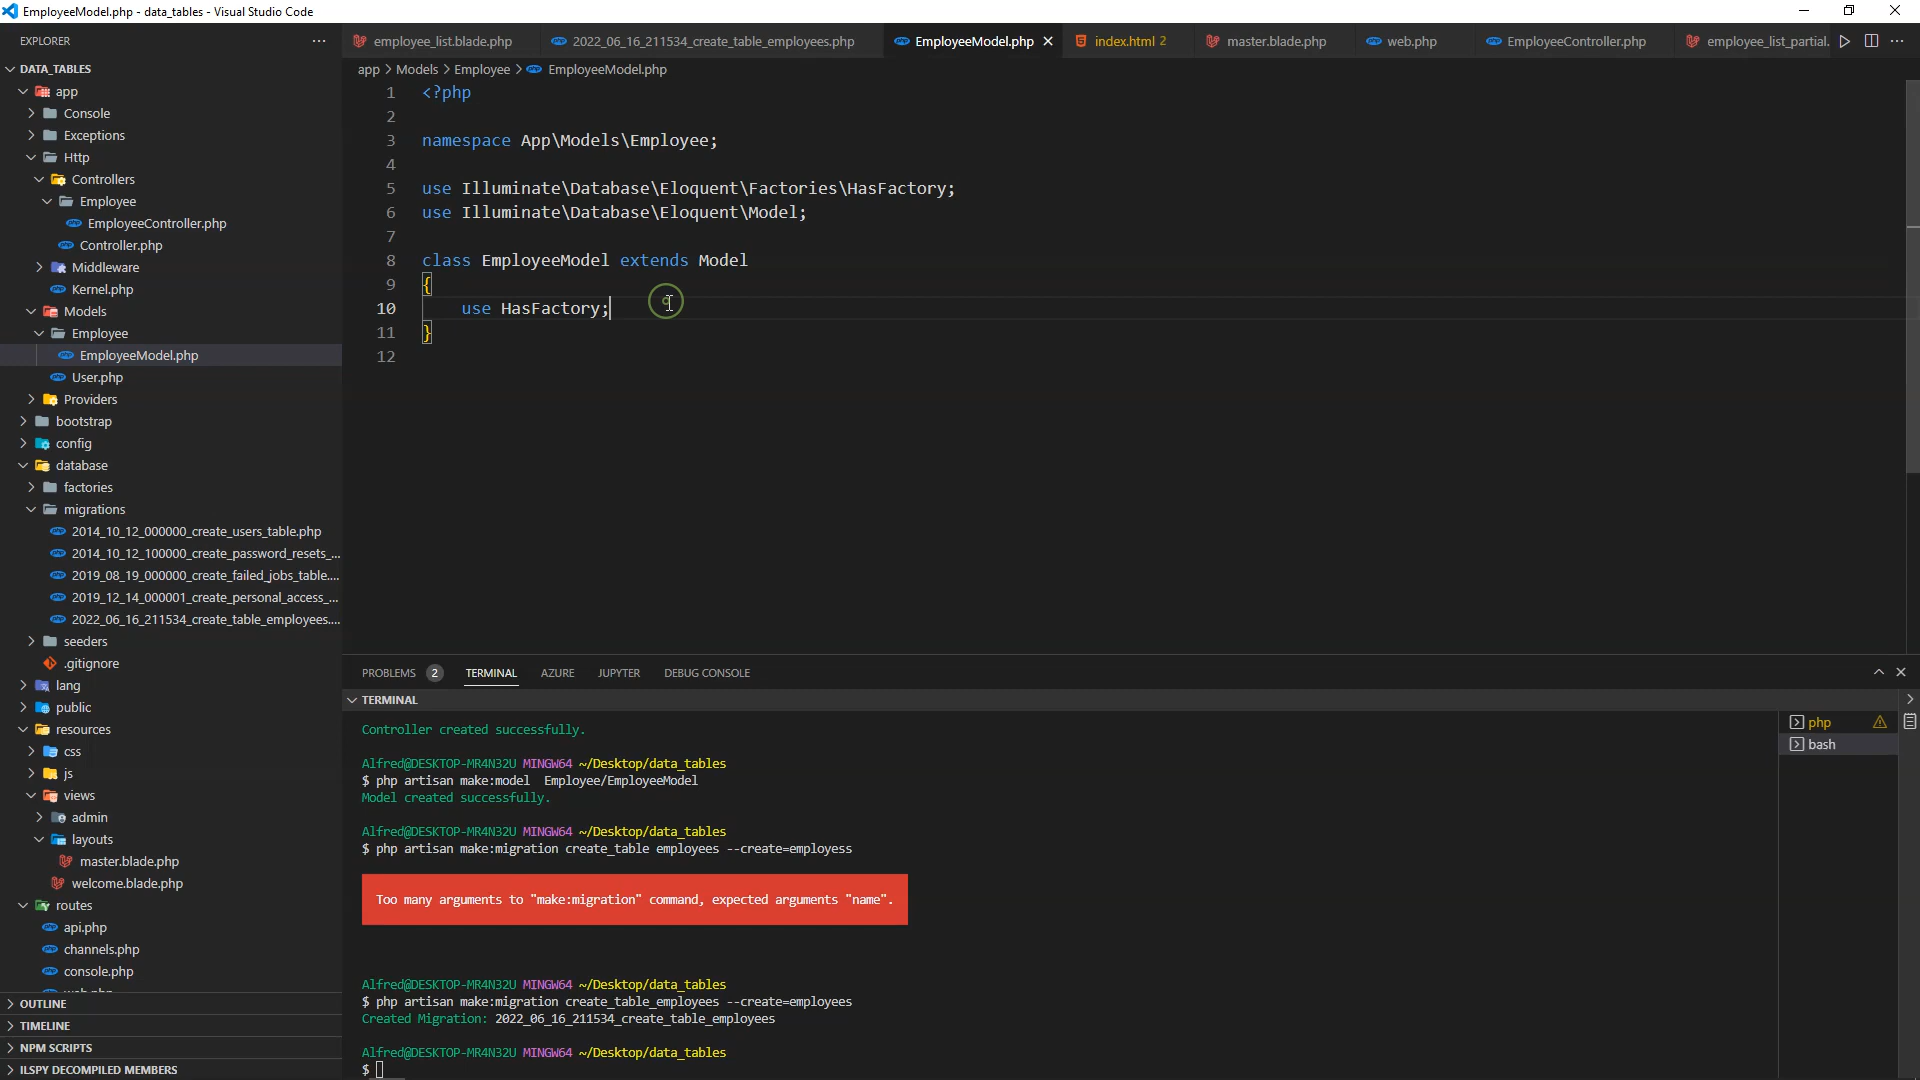 EmployeeModel.php - data_tables - Visual Studio Code
EXPLORER
employee_list.blade.php
2022_06_16_211534_create_table_employees.php
EmployeeModel.php
index.html 2
master.blade.php
web.php
EmployeeController.php
employee_list_partial.
DATA_TABLES
app
Console
Exceptions
Http
Controllers
Employee
EmployeeController.php
Controller.php
Middleware
Kernel.php
Models
Employee
EmployeeModel.php
User.php
Providers
bootstrap
config
database
factories
migrations
2014_10_12_000000_create_users_table.php
2014_10_12_100000_create_password_resets_...
2019_08_19_000000_create_failed_jobs_table....
2019_12_14_000001_create_personal_access_...
2022_06_16_211534_create_table_employees....
seeders
.gitignore
lang
public
resources
css
js
views
admin
layouts
master.blade.php
welcome.blade.php
routes
api.php
channels.php
console.php
OUTLINE
TIMELINE
NPM SCRIPTS
ILSPY DECOMPILED MEMBERS
app > Models > Employee > EmployeeModel.php
1 <?php
2
3 namespace App\Models\Employee;
4
5 use Illuminate\Database\Eloquent\Factories\HasFactory;
6 use Illuminate\Database\Eloquent\Model;
7
8 class EmployeeModel extends Model
9 {
10 use HasFactory;
11 }
12
PROBLEMS 2 TERMINAL AZURE JUPYTER DEBUG CONSOLE
TERMINAL
Controller created successfully.
Alfred@DESKTOP-MR4N32U MINGW64 ~/Desktop/data_tables
$ php artisan make:model  Employee/EmployeeModel
Model created successfully.
Alfred@DESKTOP-MR4N32U MINGW64 ~/Desktop/data_tables
$ php artisan make:migration create_table employees --create=employess
Too many arguments to "make:migration" command, expected arguments "name".
Alfred@DESKTOP-MR4N32U MINGW64 ~/Desktop/data_tables
$ php artisan make:migration create_table_employees --create=employees
Created Migration: 2022_06_16_211534_create_table_employees
Alfred@DESKTOP-MR4N32U MINGW64 ~/Desktop/data_tables
$
php
bash